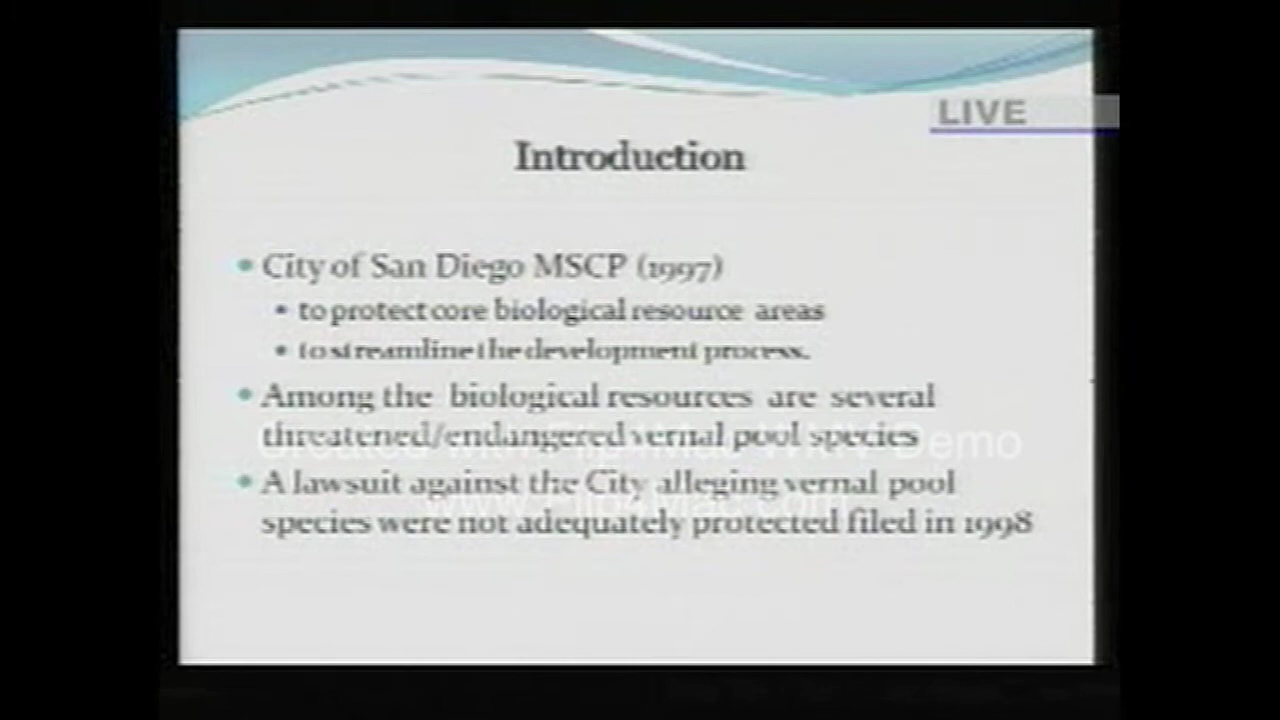 LIVE
Introduction
• City of San Diego MSCP (1997)
• to protect core biological resource areas
• to streamline the development process.
• Among the biological resources are several
threatened/endangered vernal pool species
Demo
• A lawsuit against the City alleging vernal pool
species were not adequately protected filed in 1998